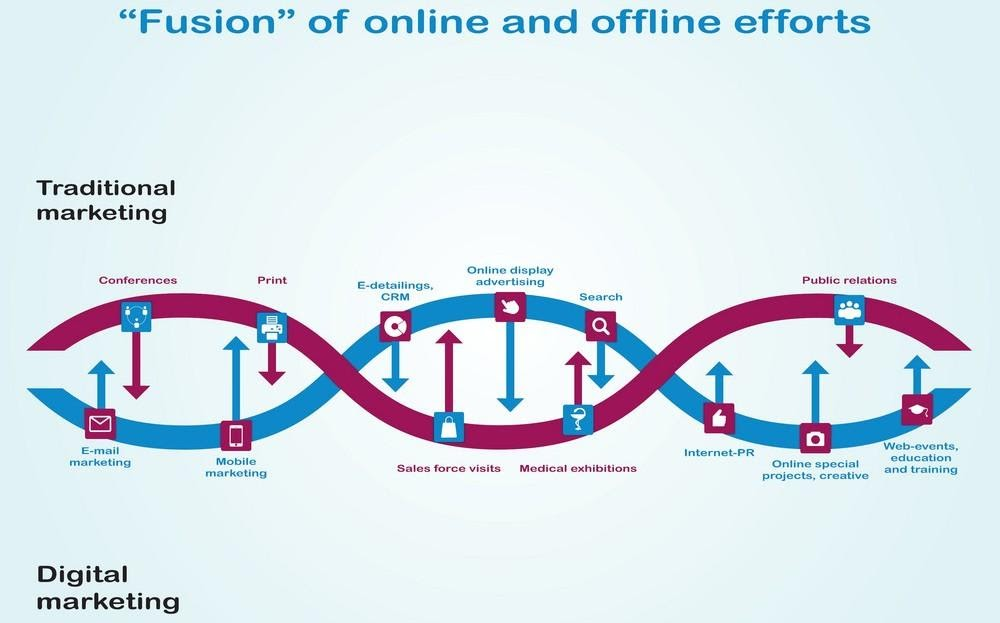 “Fusion” of online and offline efforts
Traditional
marketing
Conferences
Print
E-detailings,
CRM
Online display
advertising
Search
Public relations
E-mail
marketing
Mobile
marketing
Sales force visits
Medical exhibitions
Internet-PR
Online special
projects, creative
Web-events,
education
and training
Digital
marketing